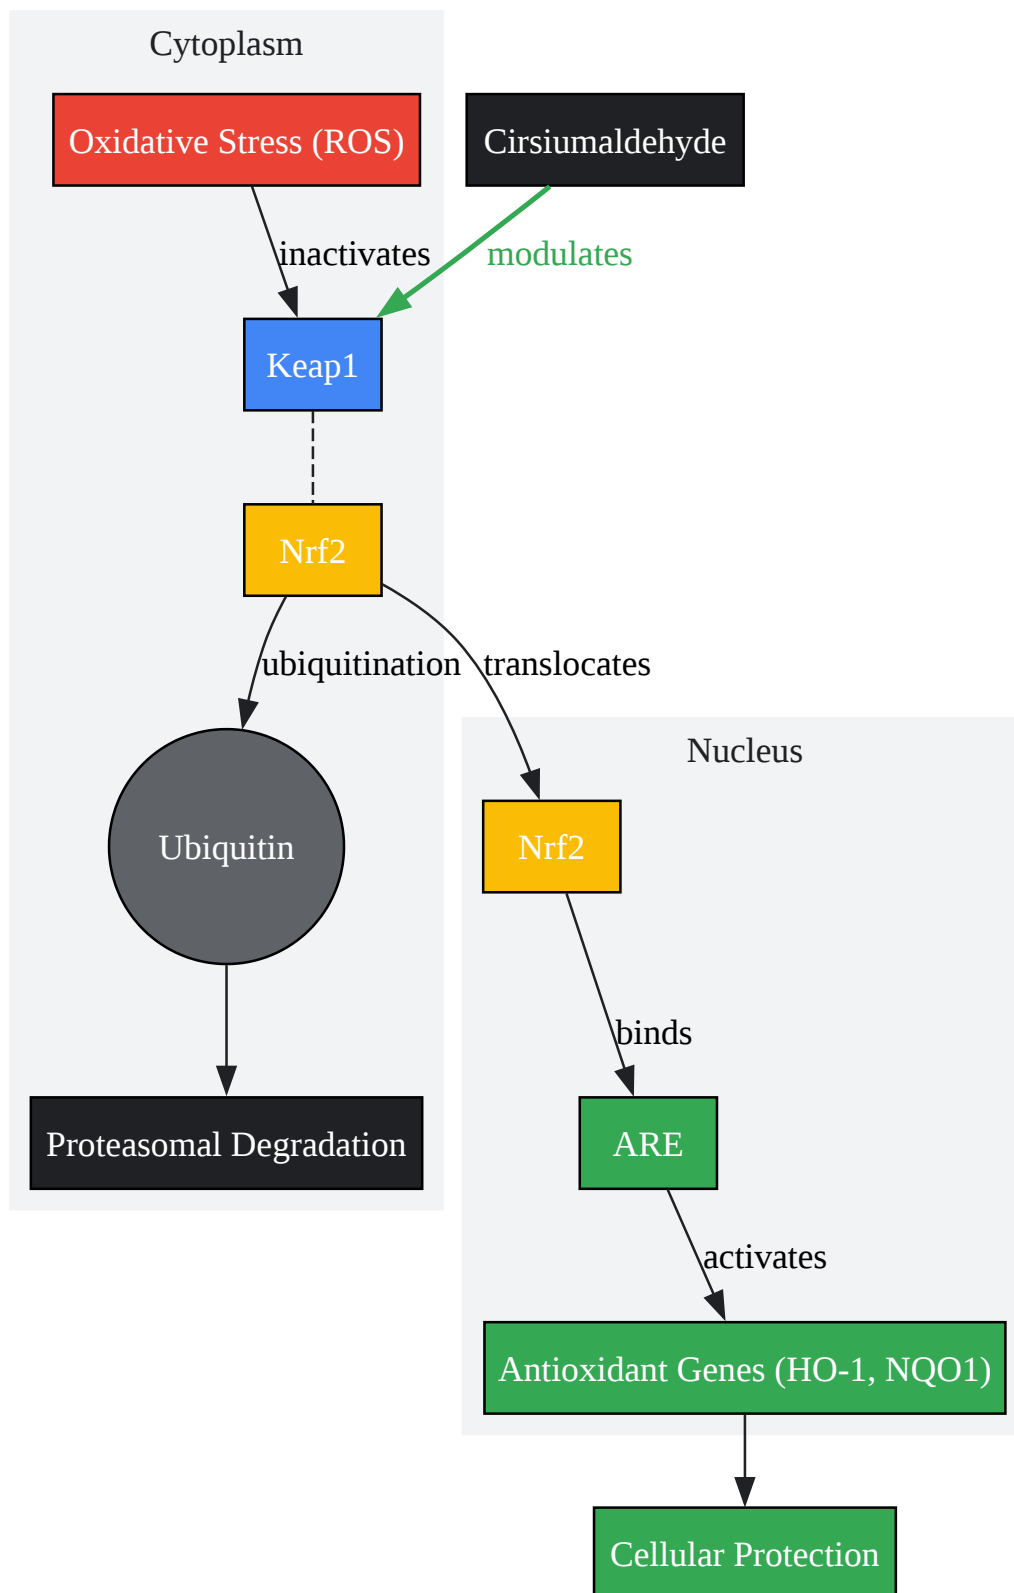 Cytoplasm
Oxidative Stress (ROS)
Cirsiumaldehyde
inactivates
modulates
Keap1
Nrf2
ubiquitination
translocates
Nucleus
Ubiquitin
Nrf2
binds
Proteasomal Degradation
ARE
activates
Antioxidant Genes (HO-1, NQO1)
Cellular Protection